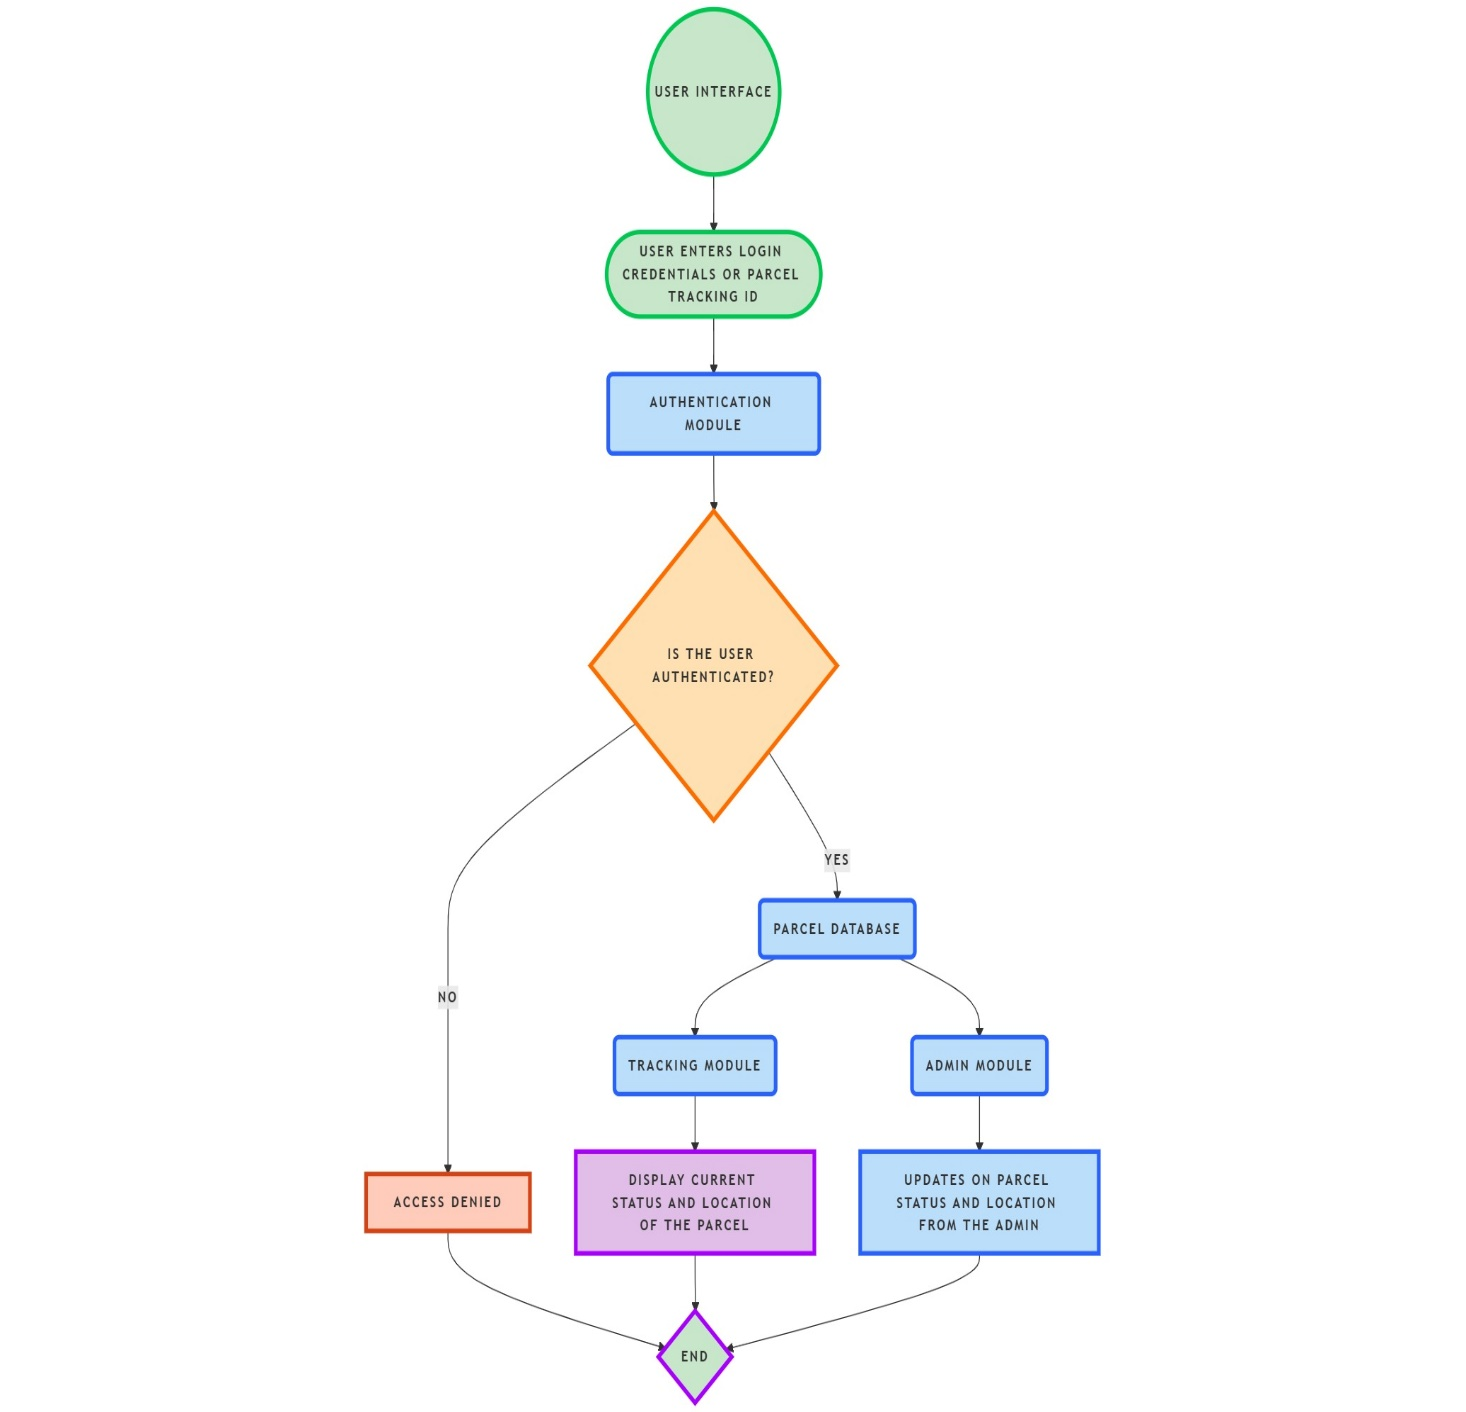 USER INTERFACE
USER ENTERS LOGIN
CREDENTIALS OR PARCEL
TRACKING ID
AUTHENTICATION
MODULE
IS THE USER
AUTHENTICATED?
YES
PARCEL DATABASE
NO
TRACKING MODULE
ADMIN MODULE
ACCESS DENIED
DISPLAY CURRENT
STATUS AND LOCATION
OF THE PARCEL
UPDATES ON PARCEL
STATUS AND LOCATION
FROM THE ADMIN
END